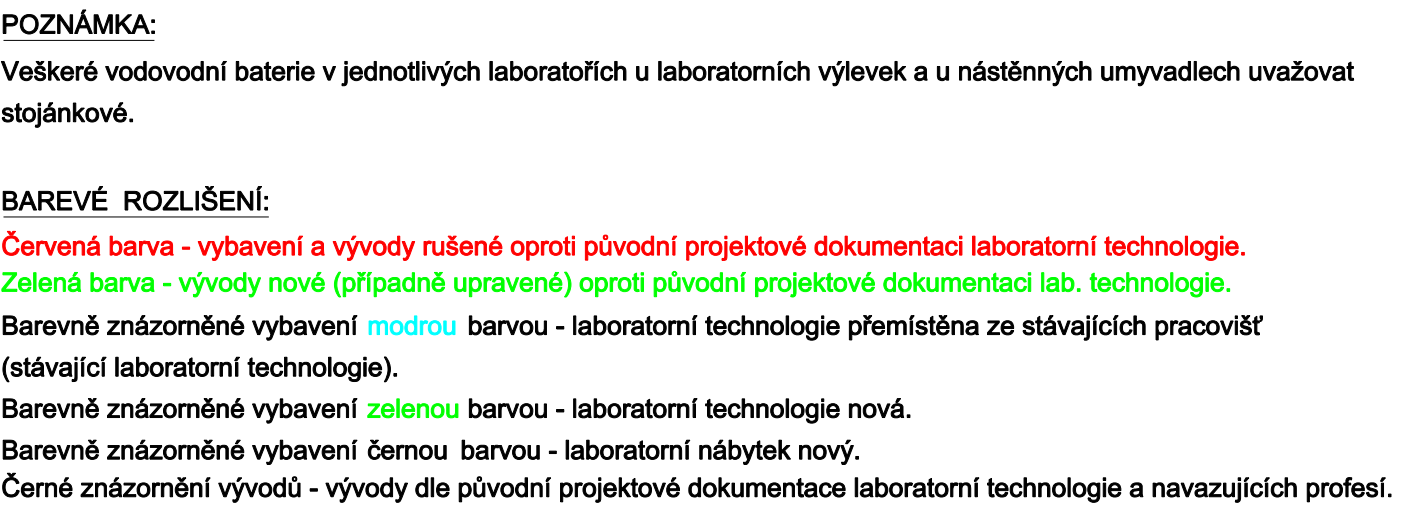 POZNÁMKA:
Veškeré vodovodní baterie v jednotlivých laboratořích u laboratorních výlevek a u nástěnných umyvadlech uvažovat
stojánkové.
BAREVÉ ROZLIŠENÍ:
Červená barva - vybavení a vývody rušené oproti původní projektové dokumentaci laboratorní technologie.
Zelená barva - vývody nové (případně upravené) oproti původní projektové dokumentaci lab. technologie.
Barevně znázorněné vybavení modrou barvou - laboratorní technologie přemístěna ze stávajících pracovišť
(stávající laboratorní technologie).
Barevně znázorněné vybavení zelenou barvou - laboratorní technologie nová.
Barevně znázorněné vybavení černou barvou - laboratorní nábytek nový.
Černé znázornění vývodů - vývody dle původní projektové dokumentace laboratorní technologie a navazujících profesí.